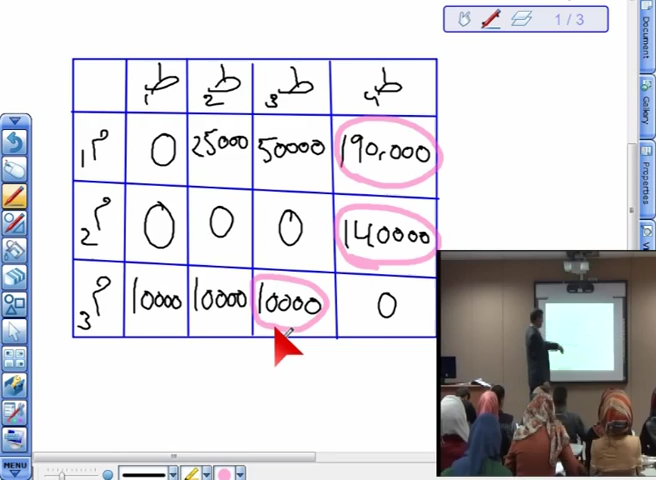 1 / 3
Document
Gallery
Properties
ط1 ط2 ط3 ط4
م1 0 25000 50000 190,000
م2 0 0 0 140000
م3 10000 10000 10000 0
MENU